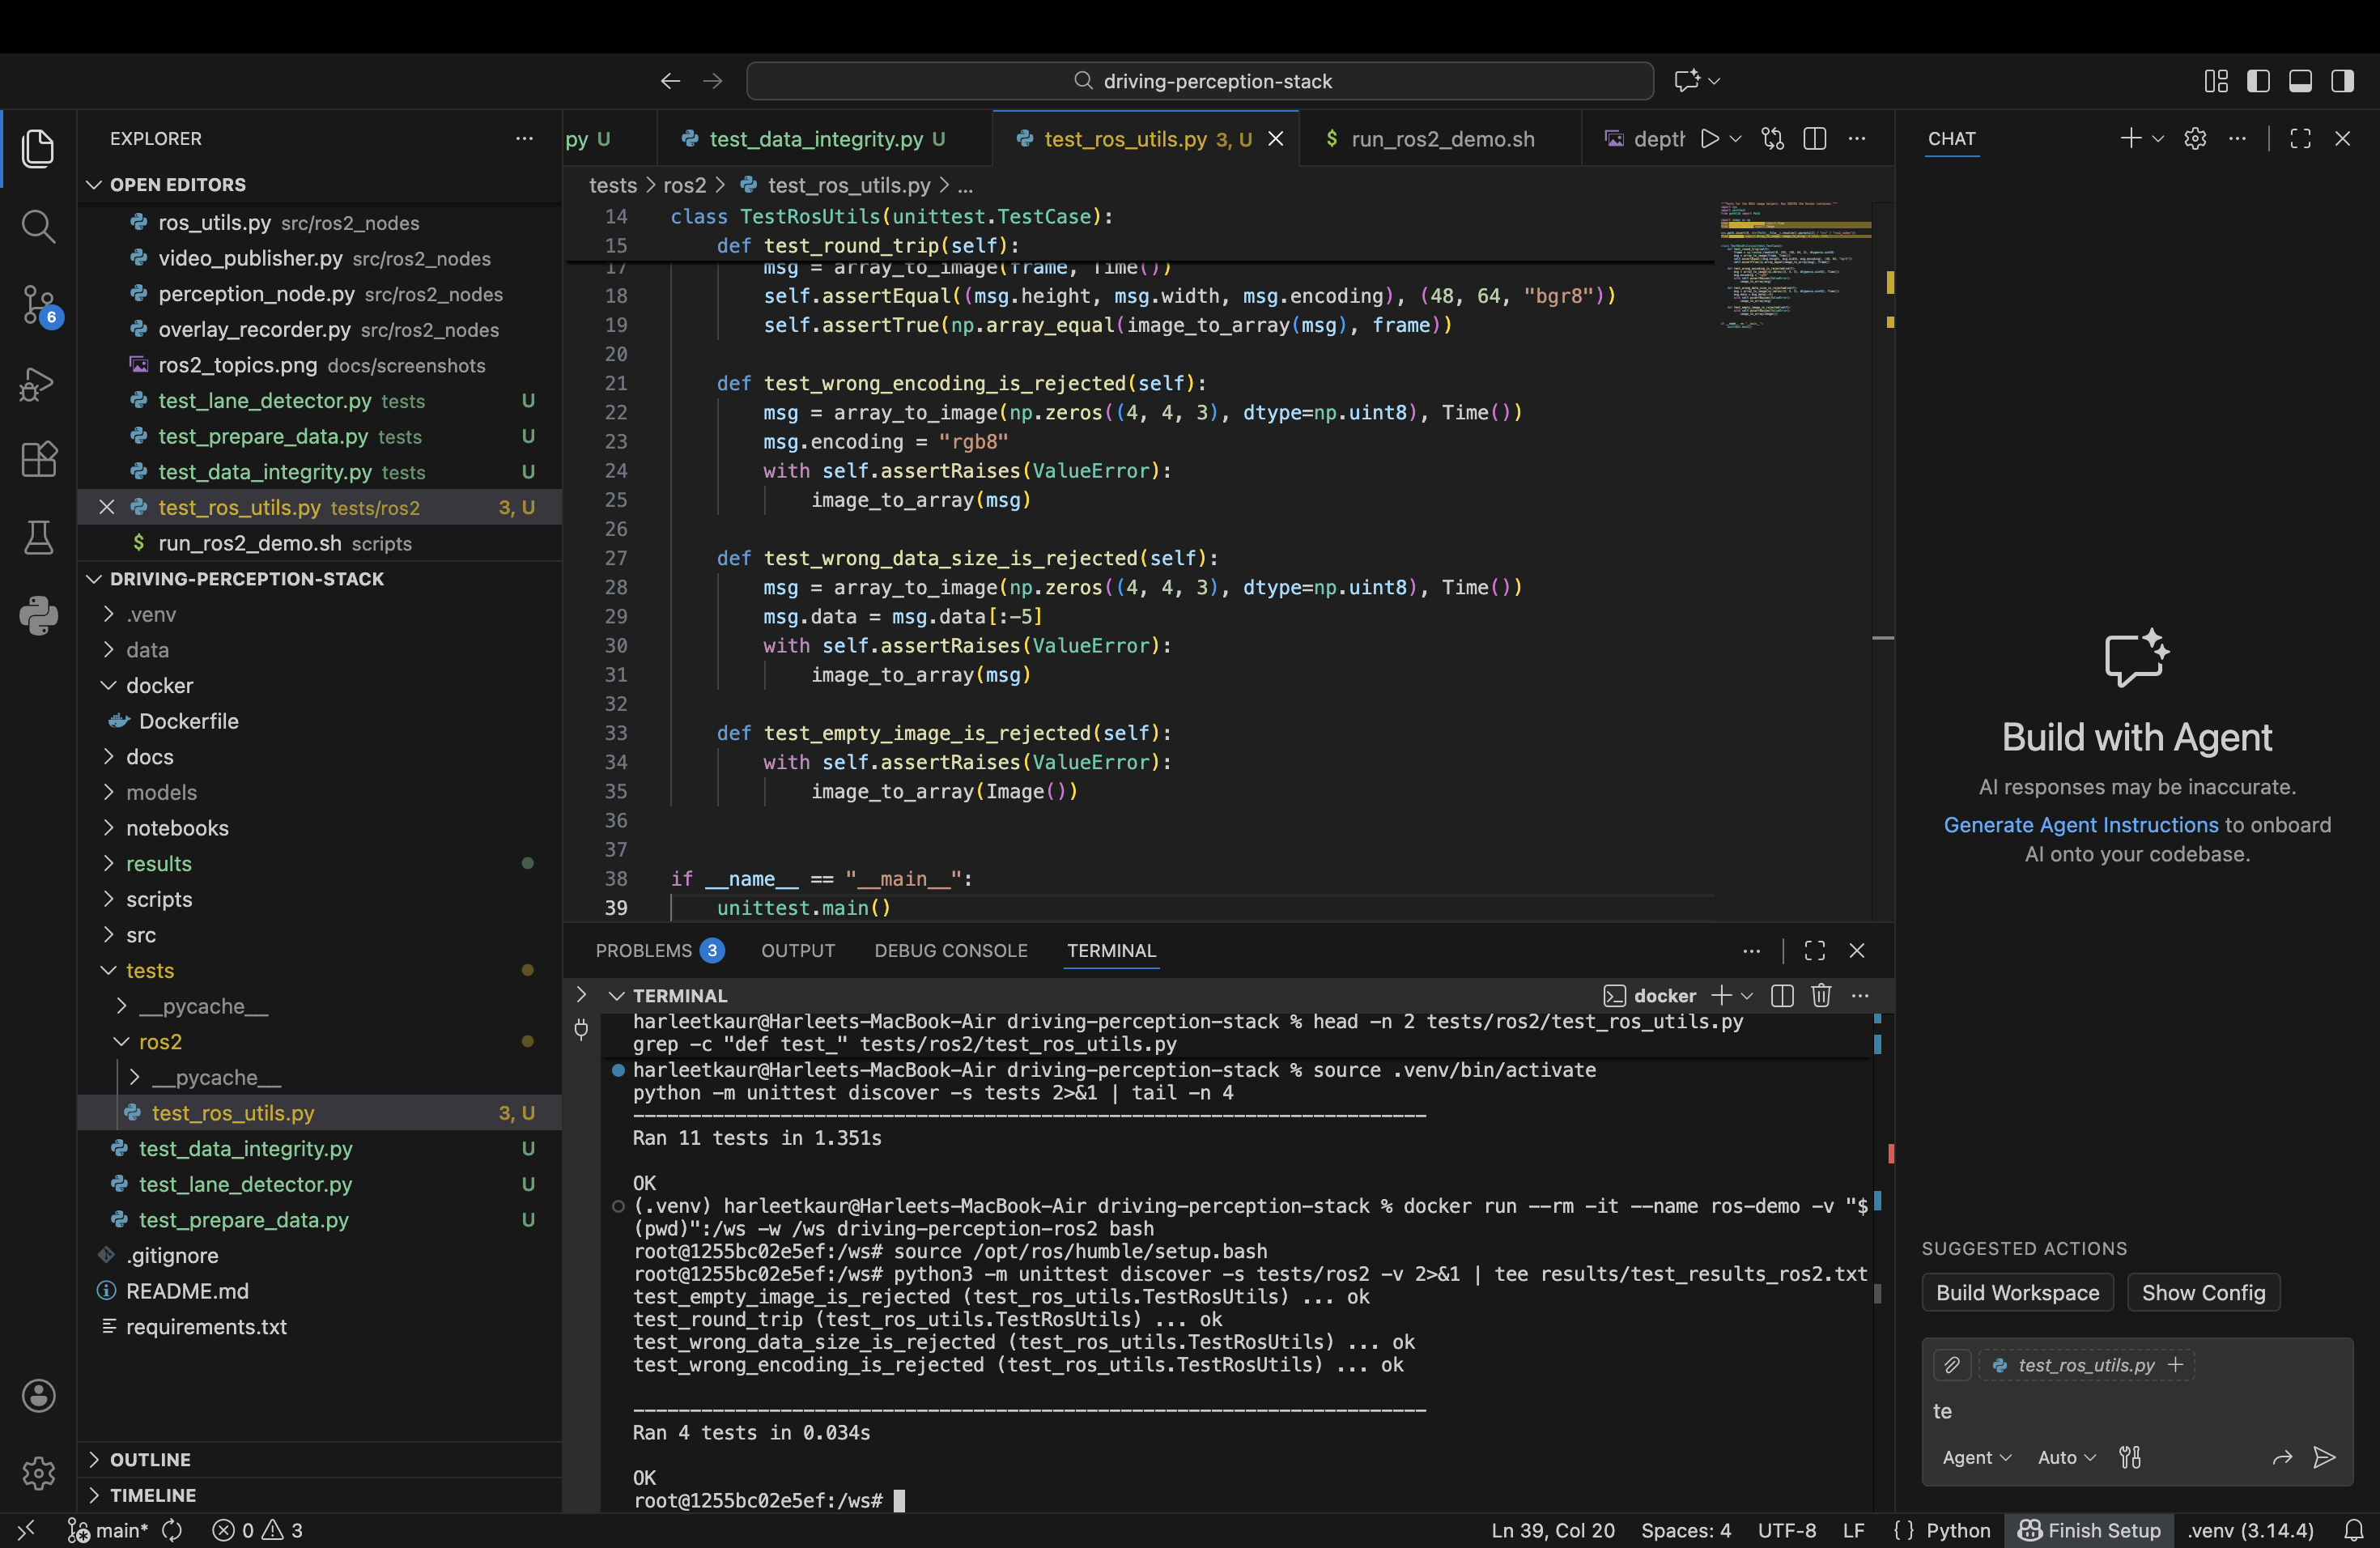 driving-perception-stack
EXPLORER
OPEN EDITORS
ros_utils.py src/ros2_nodes
video_publisher.py src/ros2_nodes
perception_node.py src/ros2_nodes
overlay_recorder.py src/ros2_nodes
ros2_topics.png docs/screenshots
test_lane_detector.py tests U
test_prepare_data.py tests U
test_data_integrity.py tests U
test_ros_utils.py tests/ros2 3, U
$ run_ros2_demo.sh scripts
6
DRIVING-PERCEPTION-STACK
.venv
data
docker
Dockerfile
docs
models
notebooks
results
scripts
src
tests
__pycache__
ros2
__pycache__
test_ros_utils.py 3, U
test_data_integrity.py U
test_lane_detector.py U
test_prepare_data.py U
.gitignore
README.md
requirements.txt
OUTLINE
TIMELINE
py U
test_data_integrity.py U
test_ros_utils.py 3, U
$ run_ros2_demo.sh
depth
tests > ros2 > test_ros_utils.py > ...
14 class TestRosUtils(unittest.TestCase):
15 def test_round_trip(self):
17 msg = array_to_image(frame, Time())
18 self.assertEqual((msg.height, msg.width, msg.encoding), (48, 64, "bgr8"))
19 self.assertTrue(np.array_equal(image_to_array(msg), frame))
20
21 def test_wrong_encoding_is_rejected(self):
22 msg = array_to_image(np.zeros((4, 4, 3), dtype=np.uint8), Time())
23 msg.encoding = "rgb8"
24 with self.assertRaises(ValueError):
25 image_to_array(msg)
26
27 def test_wrong_data_size_is_rejected(self):
28 msg = array_to_image(np.zeros((4, 4, 3), dtype=np.uint8), Time())
29 msg.data = msg.data[:-5]
30 with self.assertRaises(ValueError):
31 image_to_array(msg)
32
33 def test_empty_image_is_rejected(self):
34 with self.assertRaises(ValueError):
35 image_to_array(Image())
36
37
38 if __name__ == "__main__":
39 unittest.main()
PROBLEMS 3 OUTPUT DEBUG CONSOLE TERMINAL
TERMINAL
docker
harleetkaur@Harleets-MacBook-Air driving-perception-stack % head -n 2 tests/ros2/test_ros_utils.py
grep -c "def test_" tests/ros2/test_ros_utils.py
harleetkaur@Harleets-MacBook-Air driving-perception-stack % source .venv/bin/activate
python -m unittest discover -s tests 2>&1 | tail -n 4
----------------------------------------------------------------------
Ran 11 tests in 1.351s
OK
(.venv) harleetkaur@Harleets-MacBook-Air driving-perception-stack % docker run --rm -it --name ros-demo -v "$
(pwd)":/ws -w /ws driving-perception-ros2 bash
root@1255bc02e5ef:/ws# source /opt/ros/humble/setup.bash
root@1255bc02e5ef:/ws# python3 -m unittest discover -s tests/ros2 -v 2>&1 | tee results/test_results_ros2.txt
test_empty_image_is_rejected (test_ros_utils.TestRosUtils) ... ok
test_round_trip (test_ros_utils.TestRosUtils) ... ok
test_wrong_data_size_is_rejected (test_ros_utils.TestRosUtils) ... ok
test_wrong_encoding_is_rejected (test_ros_utils.TestRosUtils) ... ok
----------------------------------------------------------------------
Ran 4 tests in 0.034s
OK
root@1255bc02e5ef:/ws#
CHAT
Build with Agent
AI responses may be inaccurate.
Generate Agent Instructions to onboard
AI onto your codebase.
SUGGESTED ACTIONS
Build Workspace
Show Config
test_ros_utils.py
te
Agent
Auto
main* 0 3
Ln 39, Col 20 Spaces: 4 UTF-8 LF { } Python Finish Setup .venv (3.14.4)